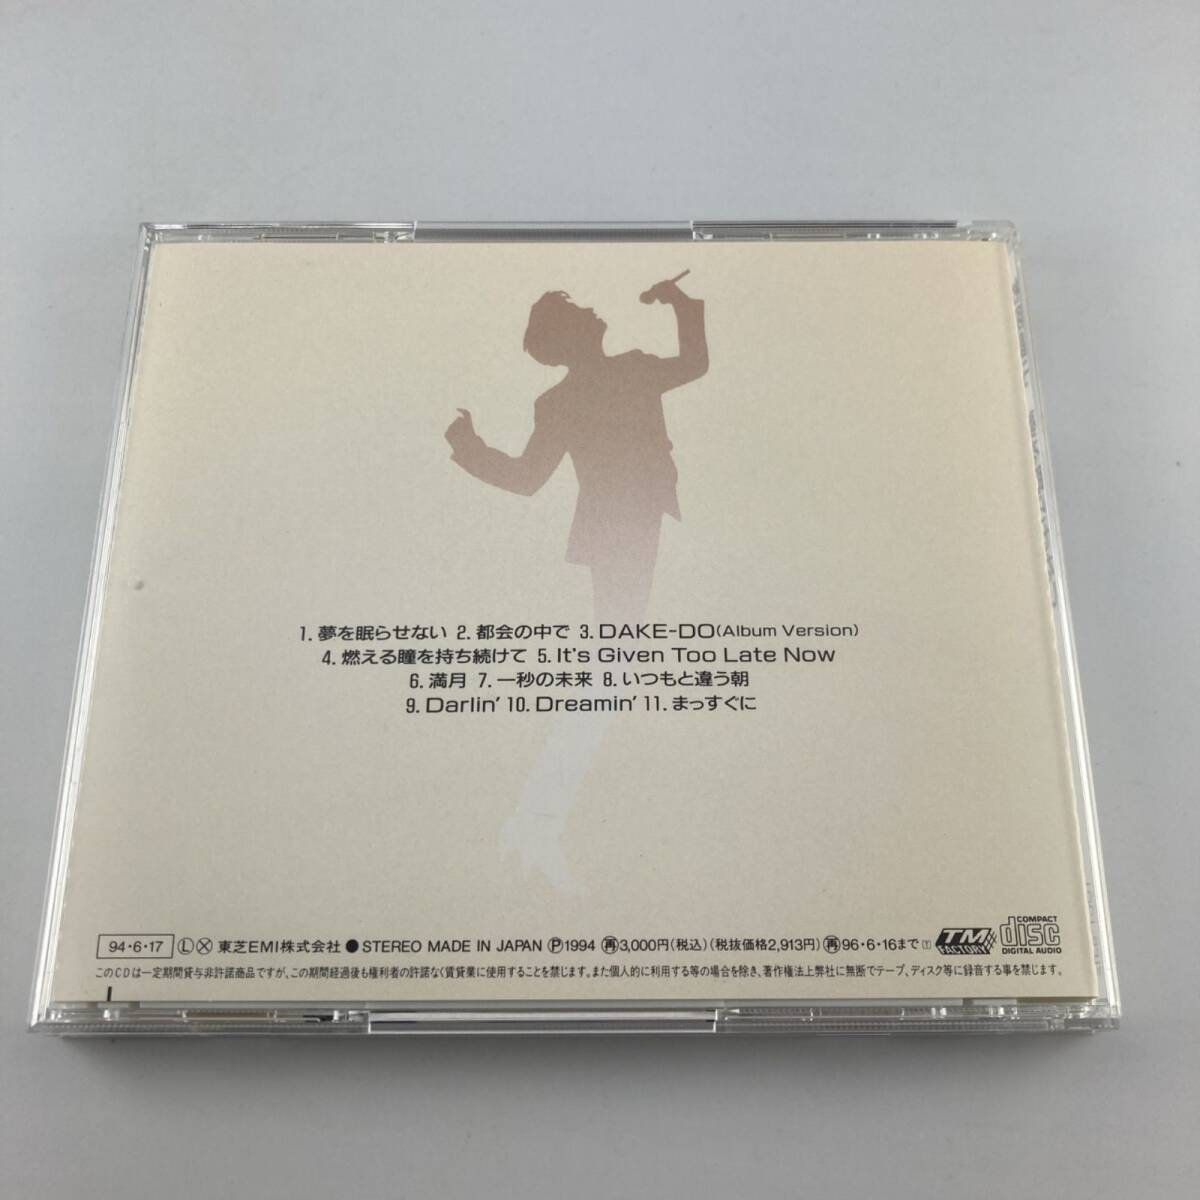 1. 夢を眠らせない 2. 都会の中で 3. DAKE-DO(Album Version)
4. 燃える瞳を持ち続けて 5. It's Given Too Late Now
6. 満月 7. 一秒の未来 8. いつもと違う朝
9. Darlin' 10. Dreamin' 11. まっすぐに
94・6・17 Ⓛ Ⓧ 東芝EMI株式会社 ● STEREO MADE IN JAPAN Ⓟ1994 ㊢3,000円(税込)(税抜価格2,913円) ㊢96・6・16まで Ⓣ TM FACTORY COMPACT disc DIGITAL AUDIO
このCDは一定期間貸与非許諾商品ですが、この期間経過後も権利者の許諾なく賃貸業に使用することを禁じます。また個人的に利用する等の場合を除き、著作権法上弊社に無断でテープ、ディスク等に録音する事を禁じます。